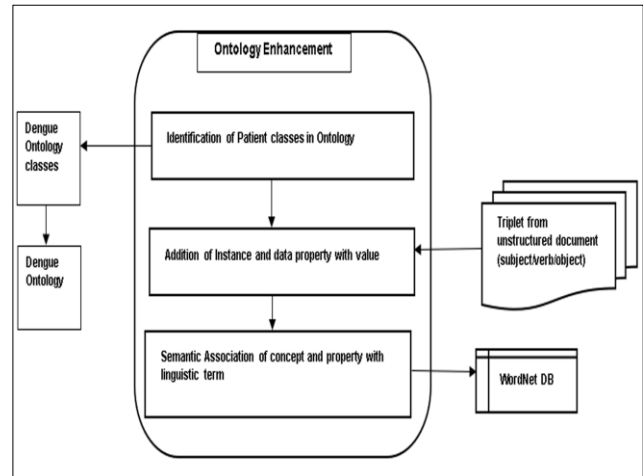 Ontology Enhancement
Dengue
Ontology
classes
Identification of Patient classes in Ontology
Triplet from
unstructured document
(subject/verb/object)
Addition of Instance and data property with value
Dengue
Ontology
Semantic Association of concept and property with
linguistic term
WordNet DB